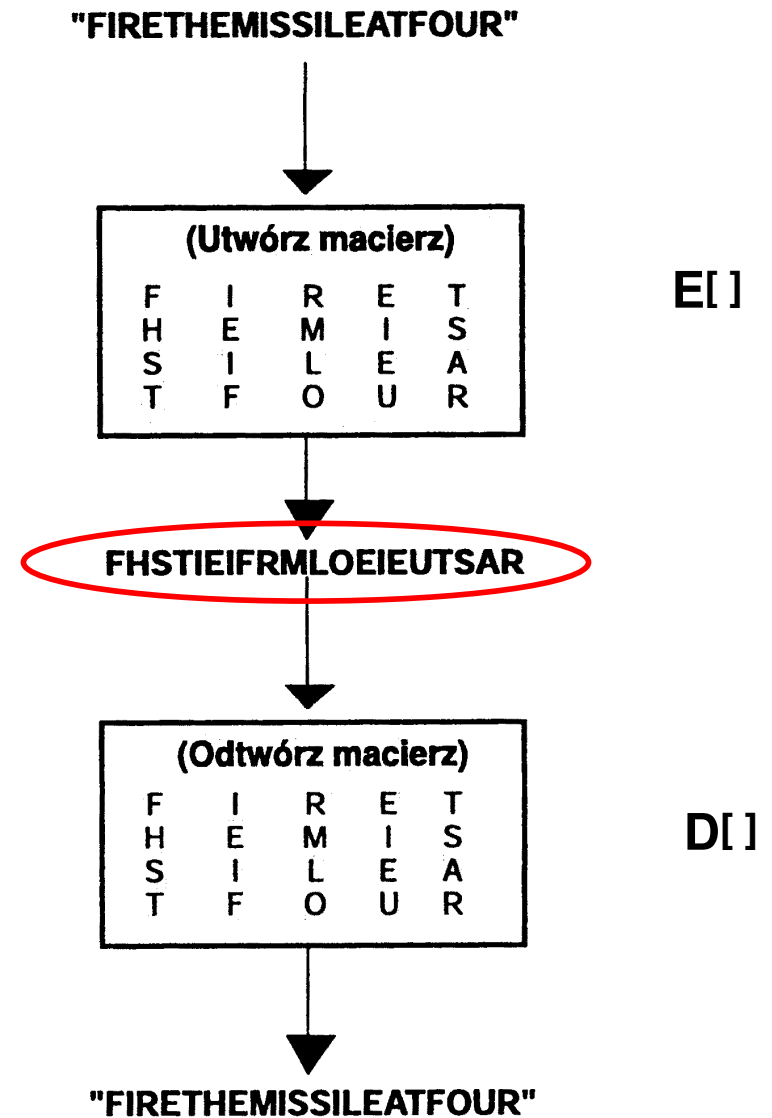 "FIRETHEMISSILEATFOUR"
(Utwórz macierz)
F I R E T
H E M I S
S I L E A
T F O U R
E[ ]
FHSTIEIFRMLOEIEUTSAR
(Odtwórz macierz)
F I R E T
H E M I S
S I L E A
T F O U R
D[ ]
"FIRETHEMISSILEATFOUR"